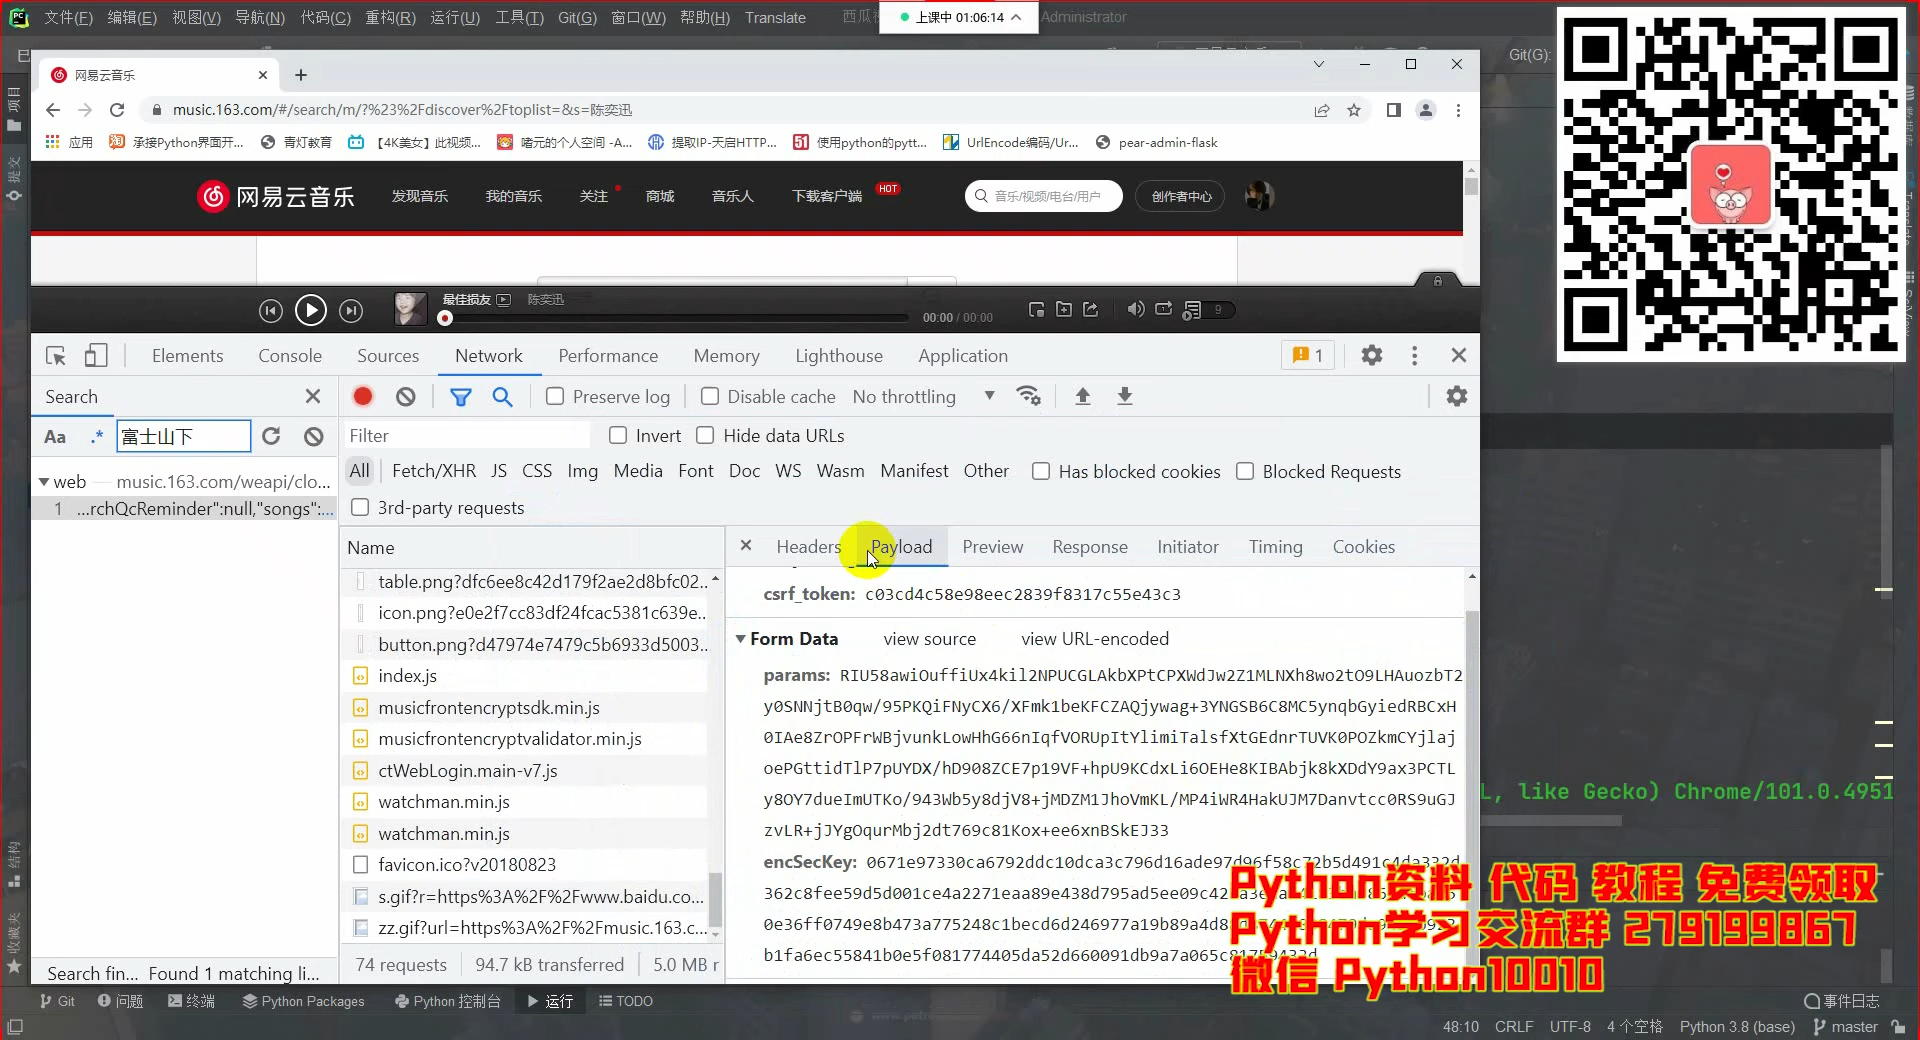 文件(F) 编辑(E) 视图(V) 导航(N) 代码(C) 重构(R) 运行(U) 工具(T) Git(G) 窗口(W) 帮助(H) Translate
上课中 01:06:14
Administrator
Git(G):
网易云音乐
music.163.com/#/search/m/?%23%2Fdiscover%2Ftoplist=&s=陈奕迅
应用 承接Python界面开... 青灯教育 【4K美女】此视频... 啫元的个人空间 -A... 提取IP-天启HTTP... 使用python的pytt... UrlEncode编码/Ur... pear-admin-flask
网易云音乐 发现音乐 我的音乐 关注 商城 音乐人 下载客户端 HOT 音乐/视频/电台/用户 创作者中心
最佳损友 陈奕迅
00:00 / 00:00
9
Elements Console Sources Network Performance Memory Lighthouse Application 1
Search
Preserve log Disable cache No throttling
Aa .* 富士山下
Filter Invert Hide data URLs
All Fetch/XHR JS CSS Img Media Font Doc WS Wasm Manifest Other Has blocked cookies Blocked Requests
3rd-party requests
web music.163.com/weapi/clo...
1 ...rchQcReminder":null,"songs":...
Name
table.png?dfc6ee8c42d179f2ae2d8bfc02..
icon.png?e0e2f7cc83df24fcac5381c639e..
button.png?d47974e7479c5b6933d5003..
index.js
musicfrontencryptsdk.min.js
musicfrontencryptvalidator.min.js
ctWebLogin.main-v7.js
watchman.min.js
watchman.min.js
favicon.ico?v20180823
s.gif?r=https%3A%2F%2Fwww.baidu.co...
zz.gif?url=https%3A%2F%2Fmusic.163.c...
Headers Payload Preview Response Initiator Timing Cookies
csrf_token: c03cd4c58e98eec2839f8317c55e43c3
Form Data view source view URL-encoded
params: RIU58awiOuffiUx4kil2NPUCGLAkbXPtCPXWdJw2Z1MLNXh8wo2tO9LHAuozbT2
y0SNNjtB0qw/95PKQiFNyCX6/XFmk1beKFCZAQjywag+3YNGSB6C8MC5ynqbGyiedRBCxH
0IAe8ZrOPFrWBjvunkLowHhG66nIqfVORUpItYlimiTalsfXtGEdnrTUVK0POZkmCYjlaj
oePGttidTlP7pUYDX/hD908ZCE7p19VF+hpU9KCdxLi6OEHe8KIBAbjk8kXDdY9ax3PCTL
y8OY7dueImUTKo/943Wb5y8djV8+jMDZM1JhoVmKL/MP4iWR4HakUJM7Danvtcc0RS9uGJ
zvLR+jJYgOqurMbj2dt769c81Kox+ee6xnBSkEJ33
encSecKey: 0671e97330ca6792ddc10dca3c796d16ade97d96f58c72b5d491c4da332d
362c8fee59d5d001ce4a2271eaa89e438d795ad5ee09c42
0e36ff0749e8b473a775248c1becd6d246977a19b89a4d8
b1fa6ec55841b0e5f081774405da52d660091db9a7a065c81759432d
L, like Gecko) Chrome/101.0.4951
Python资料 代码 教程 免费领取
Python学习交流群 279199867
微信 Python10010
Search fin... Found 1 matching li...
74 requests 94.7 kB transferred 5.0 MB r
Git 问题 终端 Python Packages Python 控制台 运行 TODO 事件日志
48:10 CRLF UTF-8 4 个空格 Python 3.8 (base) master
项目
提交
结构
收藏夹